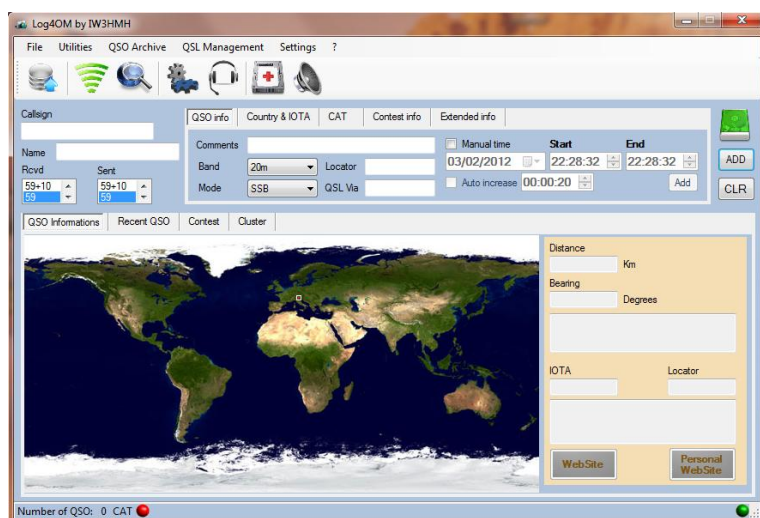 Log4OM by IW3HMH
File Utilities QSO Archive QSL Management Settings ?
Callsign
Name
Rcvd Sent
59+10 59+10
59 59
QSO info Country & IOTA CAT Contest info Extended info
Comments
Band 20m Locator
Mode SSB QSL Via
Manual time Start End
03/02/2012 22:28:32 22:28:32
Auto increase 00:00:20 Add
ADD
CLR
QSO Informations Recent QSO Contest Cluster
Distance
Km
Bearing
Degrees
IOTA Locator
WebSite Personal
WebSite
Number of QSO: 0 CAT